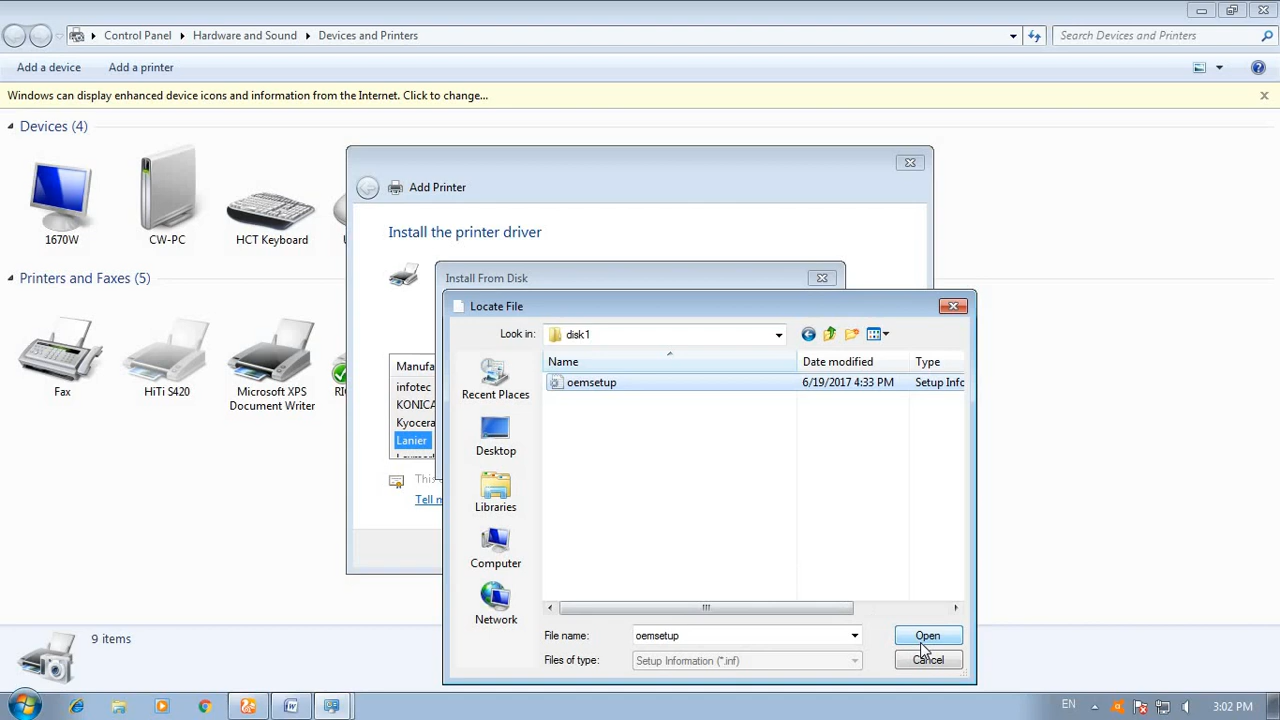 Control Panel
Hardware and Sound
Devices and Printers
Search Devices and Printers
Add a device
Add a printer
Windows can display enhanced device icons and information from the Internet. Click to change...
Devices (4)
1670W
CW-PC
HCT Keyboard
Printers and Faxes (5)
Fax
HiTi S420
Microsoft XPS
Document Writer
Add Printer
Install the printer driver
Manufa
infotec
KONICA
Kyocera
Lanier
This
Tell
Install From Disk
Locate File
Look in:
disk1
Name
Date modified
Type
oemsetup
6/19/2017 4:33 PM
Setup Info
Recent Places
Desktop
Libraries
Computer
Network
File name:
oemsetup
Open
Files of type:
Setup Information (*.inf)
Cancel
9 items
EN
3:02 PM